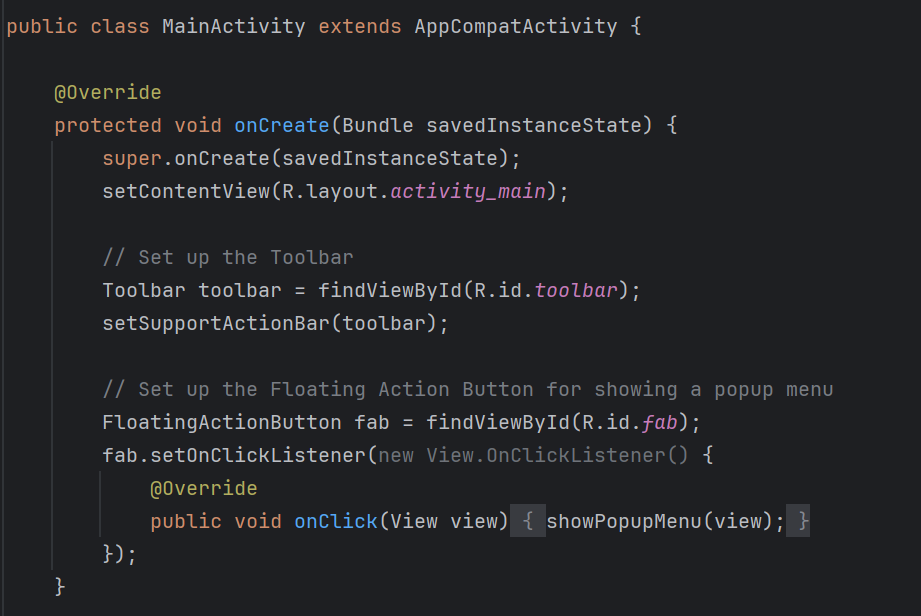 public class MainActivity extends AppCompatActivity {
@Override
protected void onCreate(Bundle savedInstanceState) {
super.onCreate(savedInstanceState);
setContentView(R.layout.activity_main);
// Set up the Toolbar
Toolbar toolbar = findViewById(R.id.toolbar);
setSupportActionBar(toolbar);
// Set up the Floating Action Button for showing a popup menu
FloatingActionButton fab = findViewById(R.id.fab);
fab.setOnClickListener(new View.OnClickListener() {
@Override
public void onClick(View view) { showPopupMenu(view); }
});
}